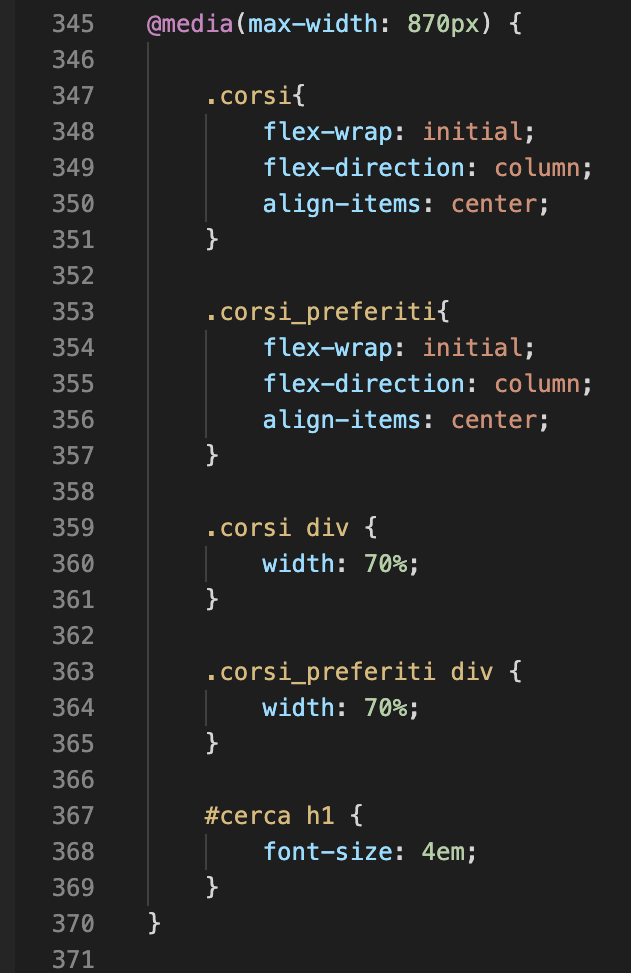 345 @media(max-width: 870px) {
346
347 .corsi{
348 flex-wrap: initial;
349 flex-direction: column;
350 align-items: center;
351 }
352
353 .corsi_preferiti{
354 flex-wrap: initial;
355 flex-direction: column;
356 align-items: center;
357 }
358
359 .corsi div {
360 width: 70%;
361 }
362
363 .corsi_preferiti div {
364 width: 70%;
365 }
366
367 #cerca h1 {
368 font-size: 4em;
369 }
370 }
371